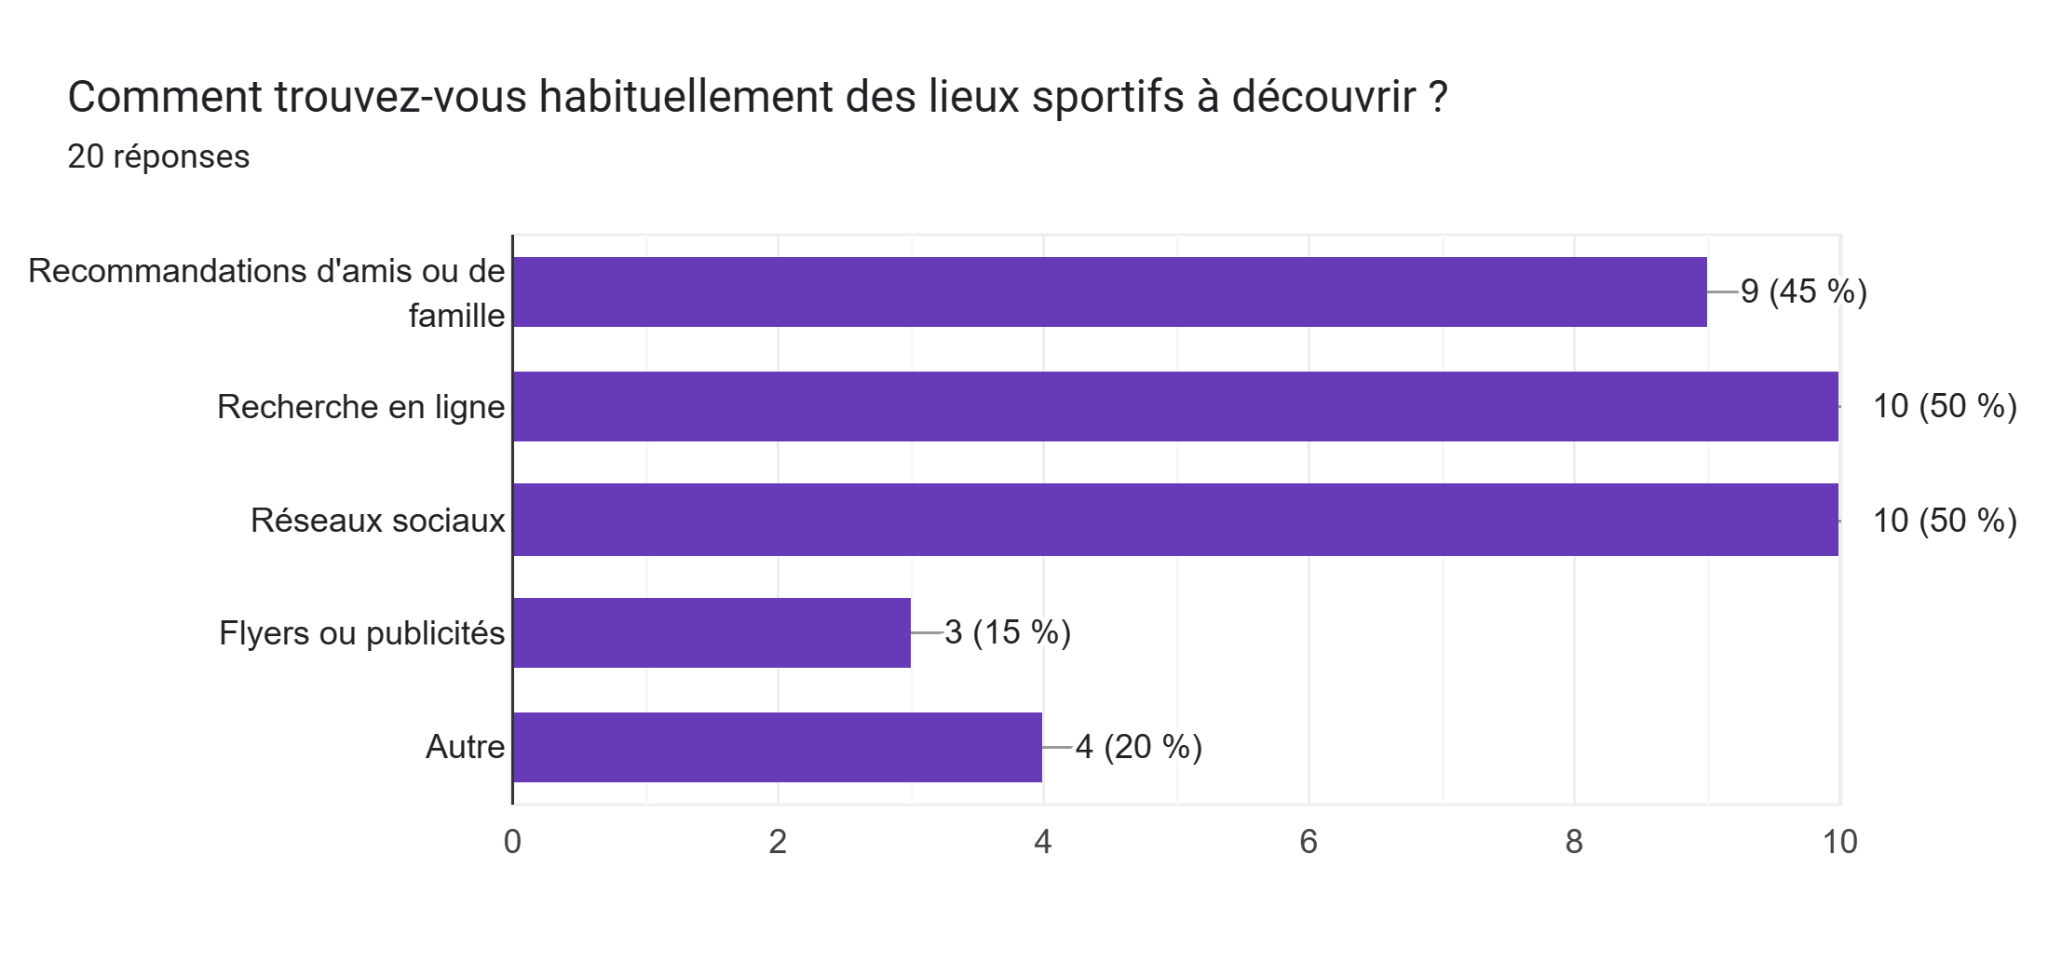 Comment trouvez-vous habituellement des lieux sportifs à découvrir ?
20 réponses
Recommandations d'amis ou de
famille
9 (45 %)
Recherche en ligne
10 (50 %)
Réseaux sociaux
10 (50 %)
Flyers ou publicités
3 (15 %)
Autre
4 (20 %)
0 2 4 6 8 10